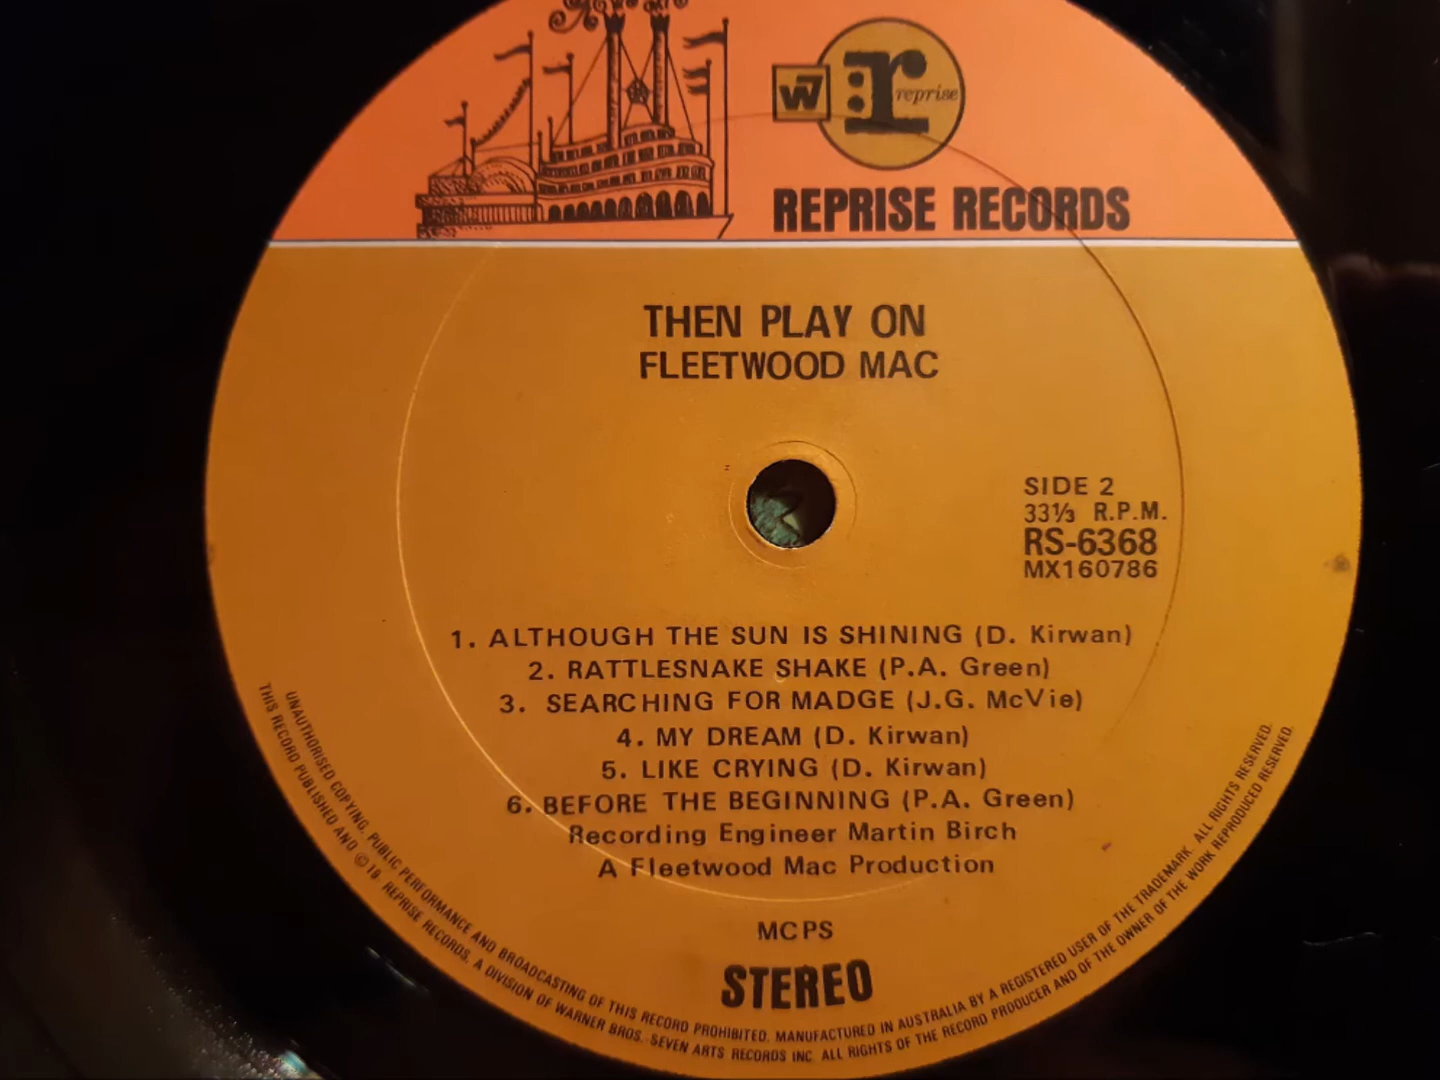 W7
r
reprise
REPRISE RECORDS
THEN PLAY ON
FLEETWOOD MAC
SIDE 2
33⅓ R.P.M.
RS-6368
MX160786
1. ALTHOUGH THE SUN IS SHINING (D. Kirwan)
2. RATTLESNAKE SHAKE (P.A. Green)
3. SEARCHING FOR MADGE (J.G. McVie)
4. MY DREAM (D. Kirwan)
5. LIKE CRYING (D. Kirwan)
6. BEFORE THE BEGINNING (P.A. Green)
Recording Engineer Martin Birch
A Fleetwood Mac Production
MCPS
STEREO
UNAUTHORISED COPYING, PUBLIC PERFORMANCE AND BROADCASTING OF THIS RECORD PROHIBITED. MANUFACTURED IN AUSTRALIA BY A REGISTERED USER OF THE TRADEMARK. ALL RIGHTS RESERVED.
THIS RECORD PUBLISHED AND © 19 REPRISE RECORDS, A DIVISION OF WARNER BROS.-SEVEN ARTS RECORDS INC. ALL RIGHTS OF THE RECORD PRODUCER AND OF THE OWNER OF THE WORK REPRODUCED RESERVED.